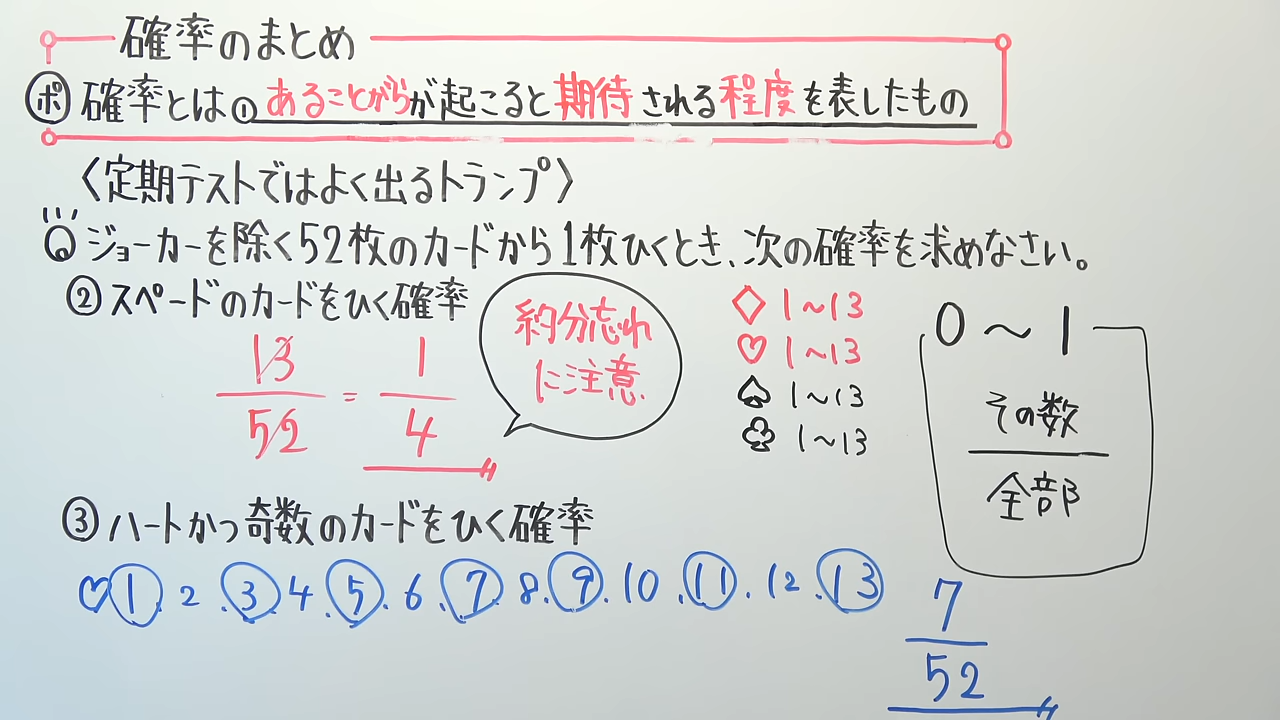 確率のまとめ
ポ 確率とは① あることがらが起こると期待される程度を表したもの
〈定期テストではよく出るトランプ〉
Q ジョーカーを除く52枚のカードから1枚ひくとき、次の確率を求めなさい。
② スペードのカードをひく確率
13/52 = 1/4
約分忘れ
に注意
♢ 1~13
♡ 1~13
♤ 1~13
♧ 1~13
0~1
その数
全部
③ ハートかつ奇数のカードをひく確率
♡ 1. 2. 3. 4. 5. 6. 7. 8. 9. 10. 11. 12. 13
7/52